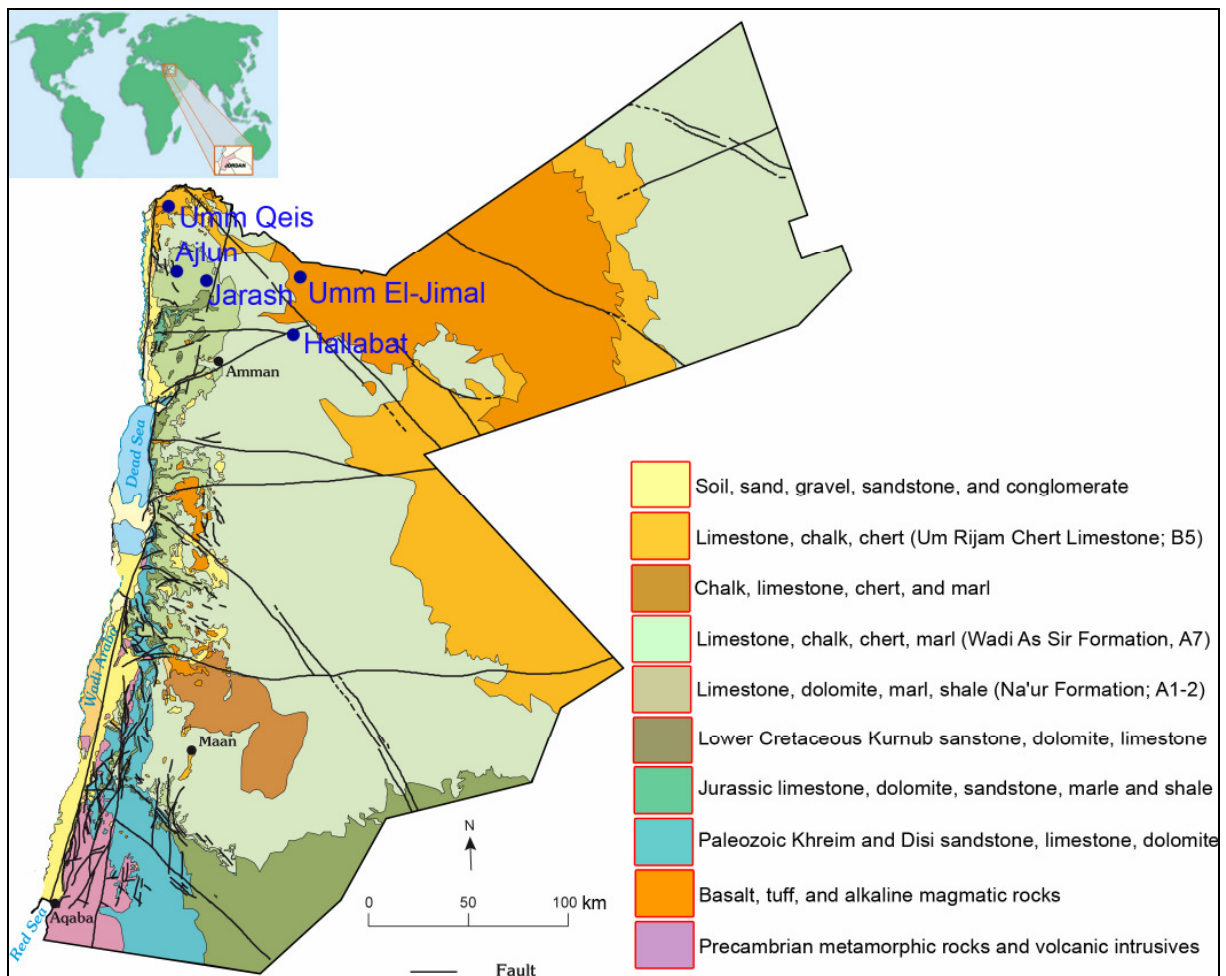 JORDAN
Umm Qeis
Ajlun
Jarash
Umm El-Jimal
Hallabat
Amman
Dead Sea
Wadi Araba
Maan
Aqaba
Red Sea
N
0 50 100 km
Fault
Soil, sand, gravel, sandstone, and conglomerate
Limestone, chalk, chert (Um Rijam Chert Limestone; B5)
Chalk, limestone, chert, and marl
Limestone, chalk, chert, marl (Wadi As Sir Formation, A7)
Limestone, dolomite, marl, shale (Na'ur Formation; A1-2)
Lower Cretaceous Kurnub sanstone, dolomite, limestone
Jurassic limestone, dolomite, sandstone, marle and shale
Paleozoic Khreim and Disi sandstone, limestone, dolomite
Basalt, tuff, and alkaline magmatic rocks
Precambrian metamorphic rocks and volcanic intrusives